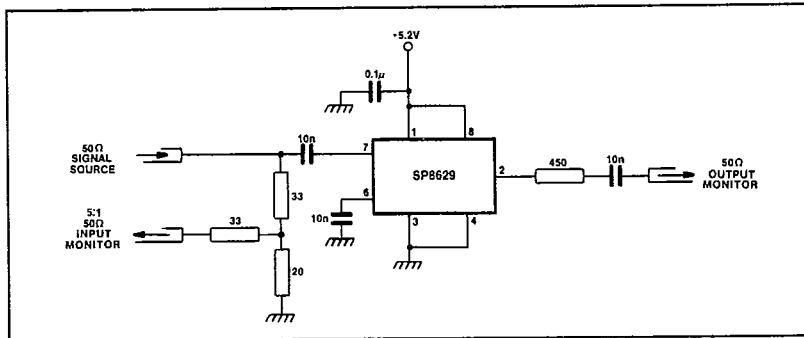 +5.2V
0.1μ
1
8
50Ω
SIGNAL
SOURCE
10n
7
SP8629
2
450
10n
50Ω
OUTPUT
MONITOR
33
6
5:1
50Ω
INPUT
MONITOR
33
10n
3
4
20